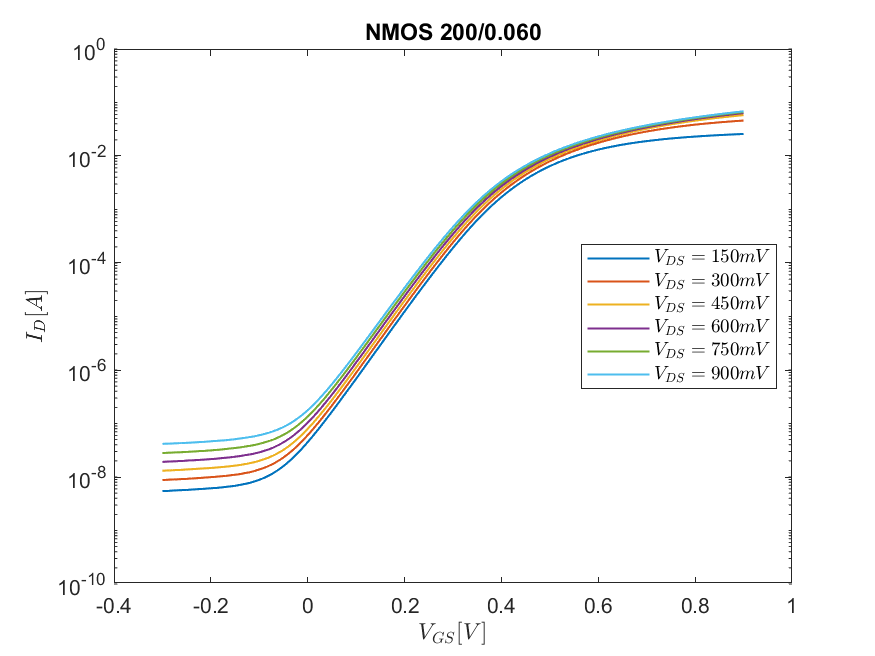 NMOS 200/0.060
10^0
10^-2
10^-4
10^-6
10^-8
10^-10
I_D[A]
V_DS = 150mV
V_DS = 300mV
V_DS = 450mV
V_DS = 600mV
V_DS = 750mV
V_DS = 900mV
-0.4 -0.2 0 0.2 0.4 0.6 0.8 1
V_GS[V]